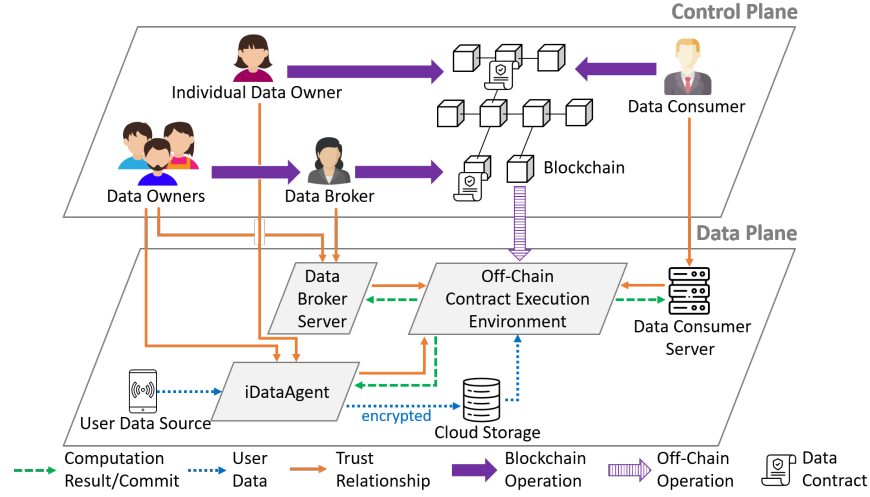 Control Plane
Individual Data Owner
Data Consumer
Blockchain
Data Owners
Data Broker
Data Plane
Data
Broker
Server
Off-Chain
Contract Execution
Environment
Data Consumer
Server
iDataAgent
User Data Source
encrypted
Cloud Storage
Computation
Result/Commit
User
Data
Trust
Relationship
Blockchain
Operation
Off-Chain
Operation
Data
Contract